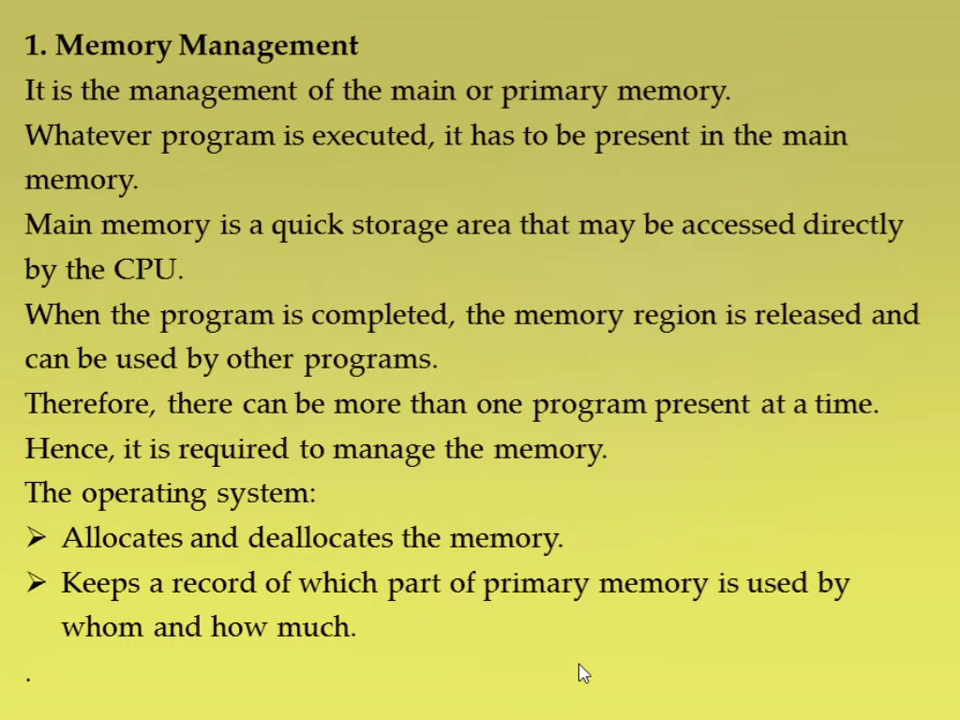 1. Memory Management
It is the management of the main or primary memory.
Whatever program is executed, it has to be present in the main
memory.
Main memory is a quick storage area that may be accessed directly
by the CPU.
When the program is completed, the memory region is released and
can be used by other programs.
Therefore, there can be more than one program present at a time.
Hence, it is required to manage the memory.
The operating system:
➢ Allocates and deallocates the memory.
➢ Keeps a record of which part of primary memory is used by
whom and how much.
.